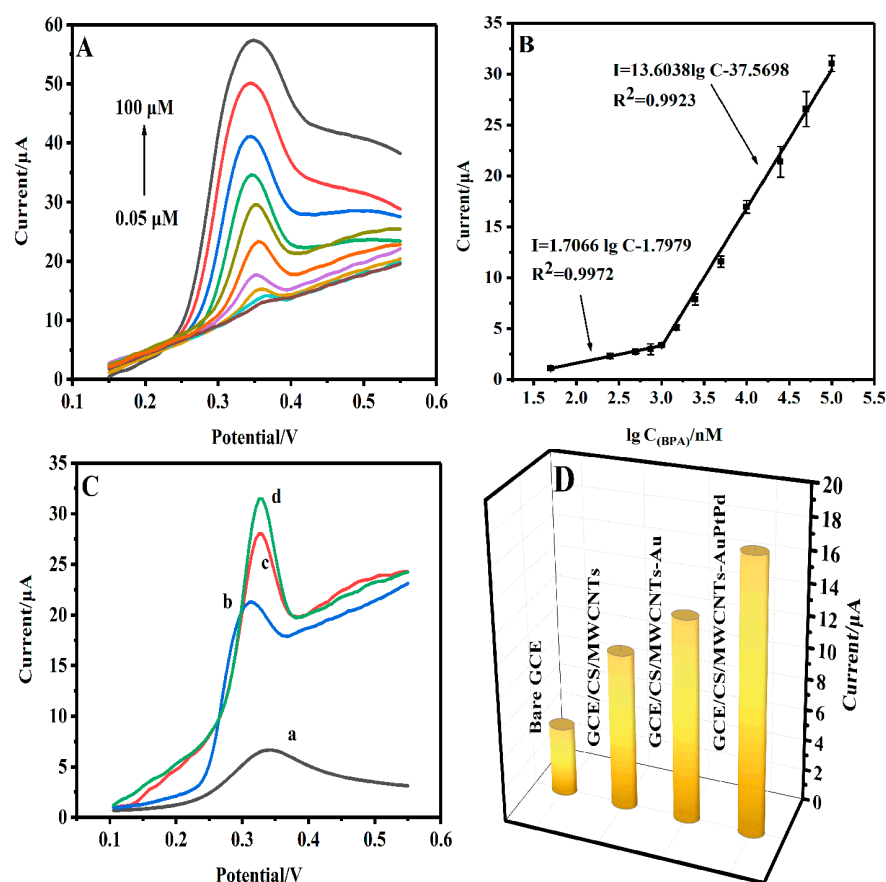 A
60
50
40
30
20
10
0
Current/µA
100 µM
0.05 µM
0.1 0.2 0.3 0.4 0.5 0.6
Potential/V
B
35
30
25
20
15
10
5
0
Current/µA
I=13.6038lg C-37.5698
R²=0.9923
I=1.7066 lg C-1.7979
R²=0.9972
1.5 2.0 2.5 3.0 3.5 4.0 4.5 5.0 5.5
lg C(BPA)/nM
C
35
30
25
20
15
10
5
0
Current/µA
d
c
b
a
0.1 0.2 0.3 0.4 0.5 0.6
Potential/V
D
Bare GCE
GCE/CS/MWCNTs
GCE/CS/MWCNTs-Au
GCE/CS/MWCNTs-AuPtPd
20
18
16
14
12
10
8
6
4
2
0
Current/µA